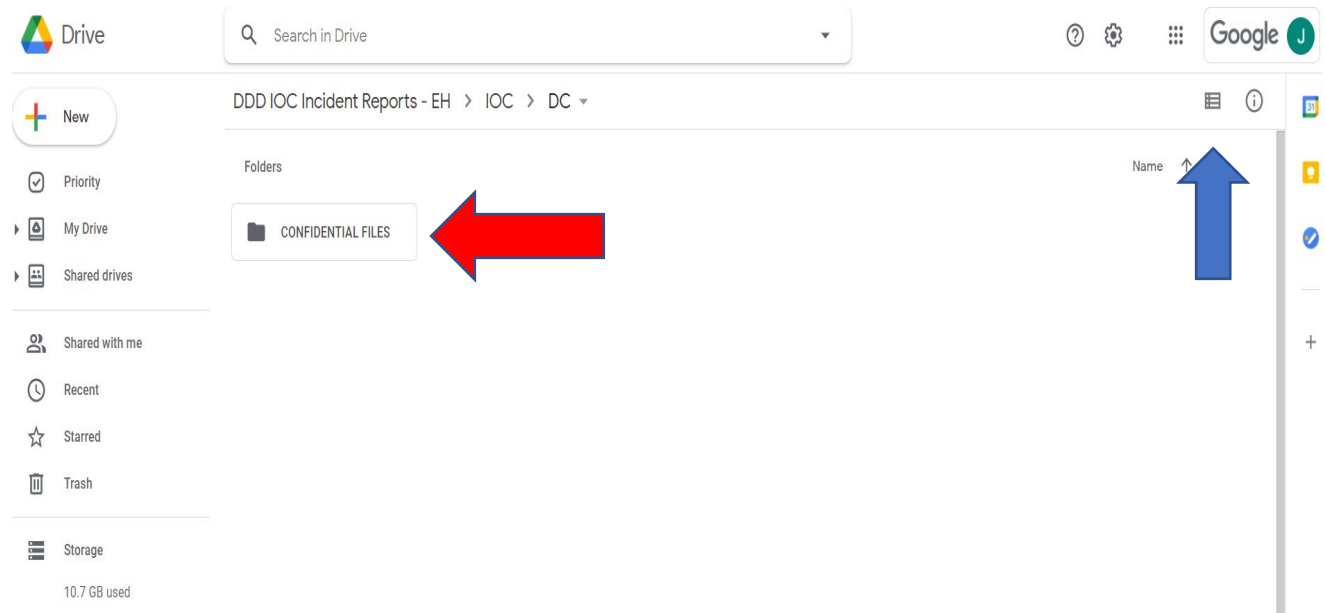 Drive
Search in Drive
Google J
New
DDD IOC Incident Reports - EH > IOC > DC
31
Priority
My Drive
Shared drives
Shared with me
Recent
Starred
Trash
Storage
10.7 GB used
Folders
Name
CONFIDENTIAL FILES